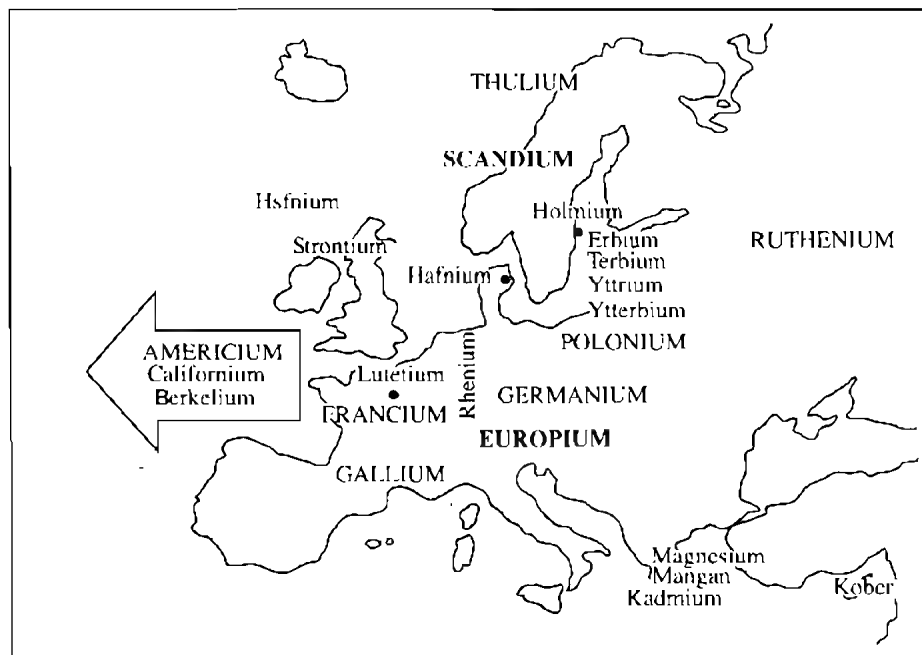 THULIUM
SCANDIUM
Hsfnium
Holmium
Strontium
Erbium
RUTHENIUM
Terbium
Hafnium
Yttrium
Ytterbium
POLONIUM
AMERICIUM
Californium
Berkelium
Lutetium
Rhenium
FRANCIUM
GERMANIUM
EUROPIUM
GALLIUM
Magnesium
Mangan
Kadmium
Kober